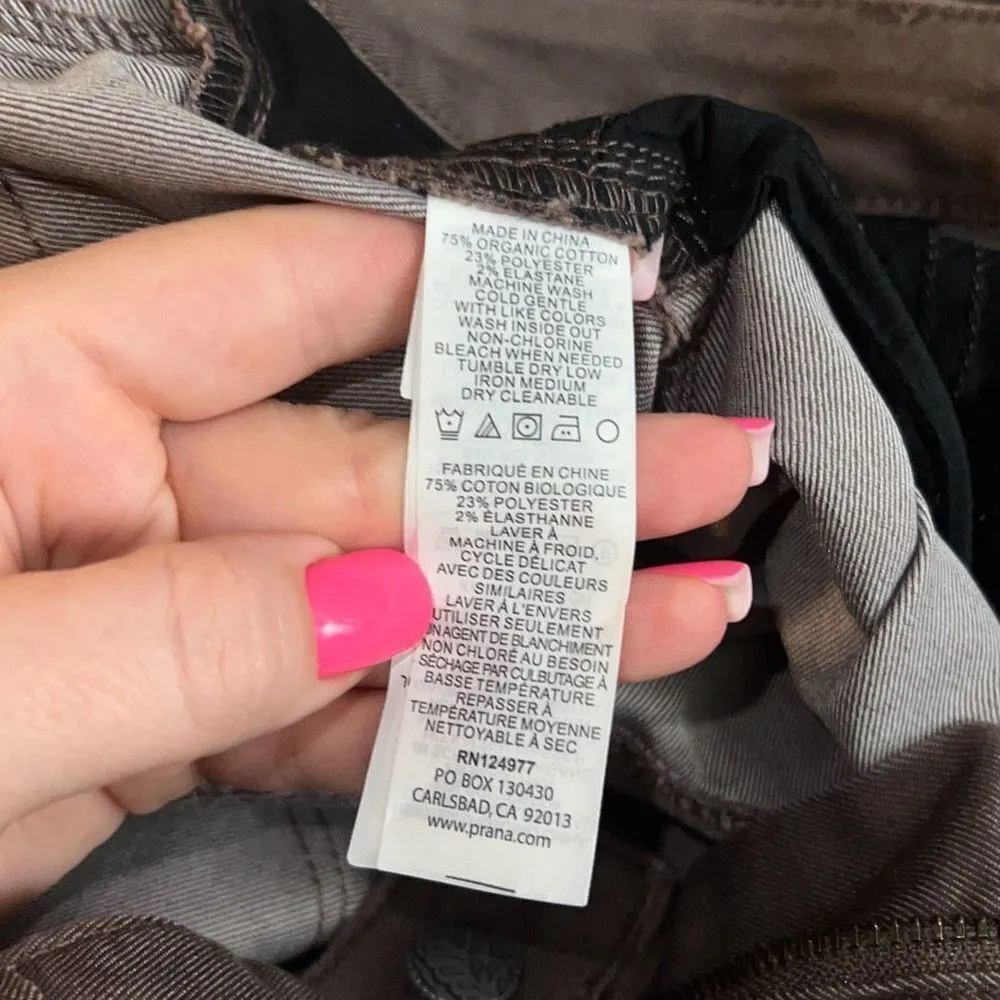 MADE IN CHINA
75% ORGANIC COTTON
23% POLYESTER
2% ELASTANE
MACHINE WASH
COLD GENTLE
WITH LIKE COLORS
WASH INSIDE OUT
NON-CHLORINE
BLEACH WHEN NEEDED
TUMBLE DRY LOW
IRON MEDIUM
DRY CLEANABLE
FABRIQUÉ EN CHINE
75% COTON BIOLOGIQUE
23% POLYESTER
2% ÉLASTHANNE
LAVER À
MACHINE À FROID,
CYCLE DÉLICAT
AVEC DES COULEURS
SIMILAIRES
LAVER À L'ENVERS
UTILISER SEULEMENT
UN AGENT DE BLANCHIMENT
NON CHLORÉ AU BESOIN
SÉCHAGE PAR CULBUTAGE À
BASSE TEMPÉRATURE
REPASSER À
TEMPÉRATURE MOYENNE
NETTOYABLE À SEC
RN124977
PO BOX 130430
CARLSBAD, CA 92013
www.prana.com